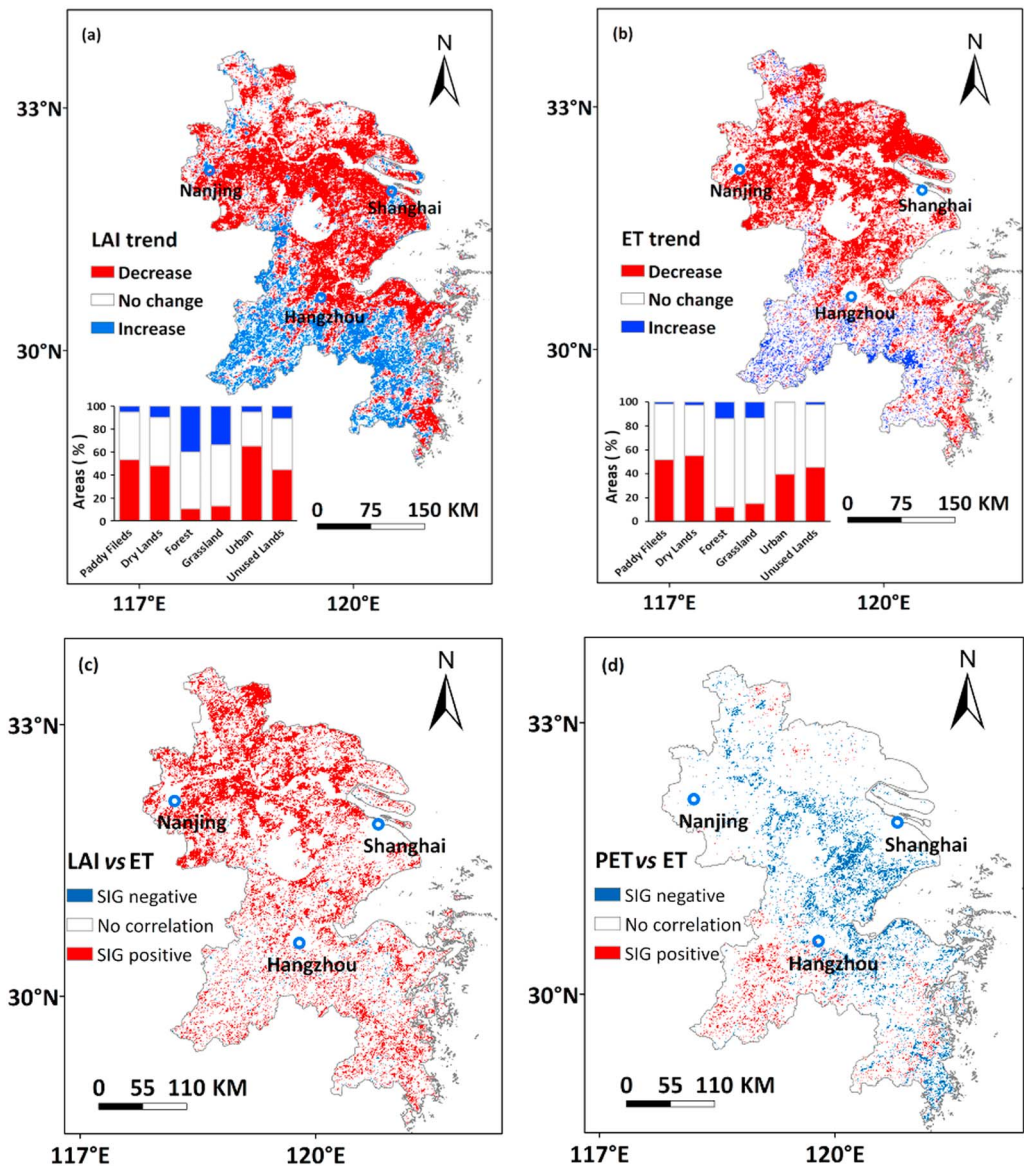 (a)
N
33°N
Nanjing
Shanghai
LAI trend
Decrease
No change
Increase
Hangzhou
30°N
100
80
60
40
20
0
Areas ( % )
Paddy Fileds
Dry Lands
Forest
Grassland
Urban
Unused Lands
0 75 150 KM
117°E 120°E
(b)
N
33°N
Nanjing
Shanghai
ET trend
Decrease
No change
Increase
Hangzhou
30°N
100
80
60
40
20
0
Areas ( % )
Paddy Fileds
Dry Lands
Forest
Grassland
Urban
Unused Lands
0 75 150 KM
117°E 120°E
(c)
N
33°N
Nanjing
Shanghai
LAI vs ET
SIG negative
No correlation
SIG positive
Hangzhou
30°N
0 55 110 KM
117°E 120°E
(d)
N
33°N
Nanjing
Shanghai
PET vs ET
SIG negative
No correlation
SIG positive
Hangzhou
30°N
0 55 110 KM
117°E 120°E